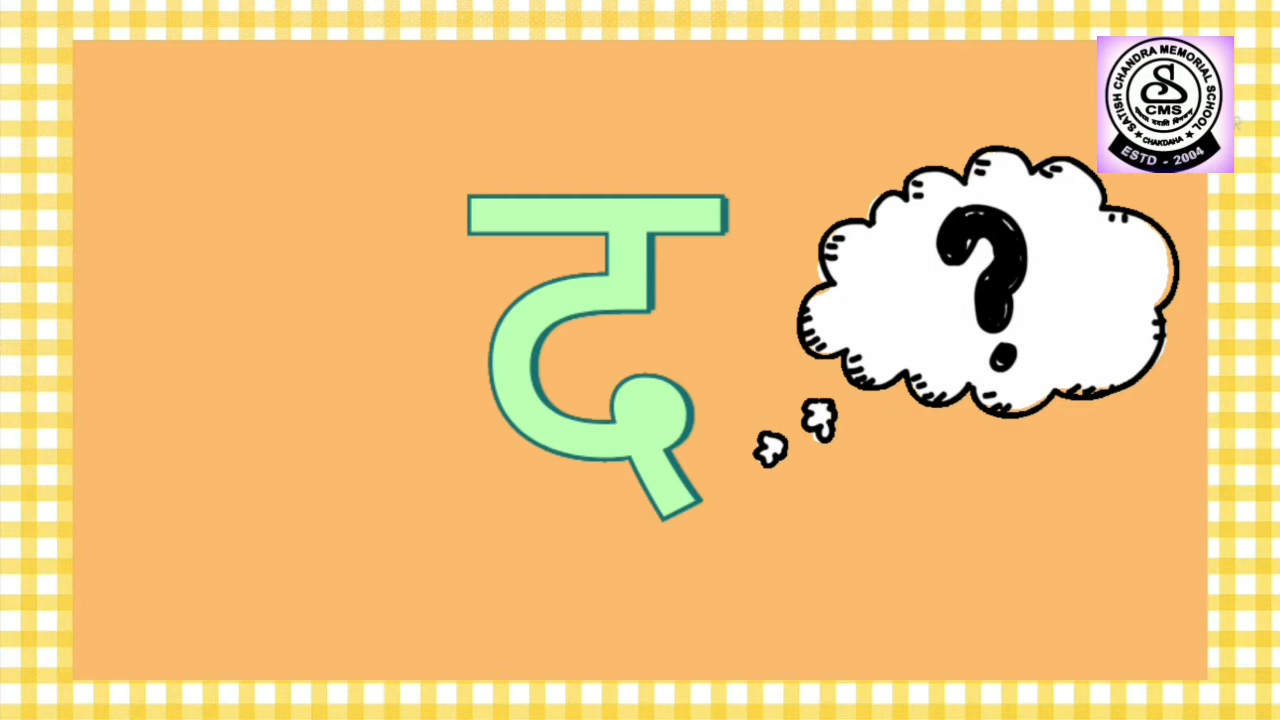 द
?
SATISH CHANDRA MEMORIAL SCHOOL
S
CMS
★ CHAKDAHA ★
ESTD - 2004